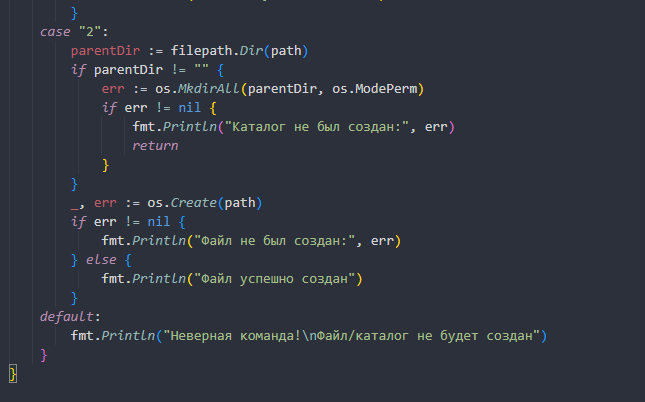 }
case "2":
parentDir := filepath.Dir(path)
if parentDir != "" {
err := os.MkdirAll(parentDir, os.ModePerm)
if err != nil {
fmt.Println("Каталог не был создан:", err)
return
}
}
_, err := os.Create(path)
if err != nil {
fmt.Println("Файл не был создан:", err)
} else {
fmt.Println("Файл успешно создан")
}
default:
fmt.Println("Неверная команда!\nФайл/каталог не будет создан")
}
}